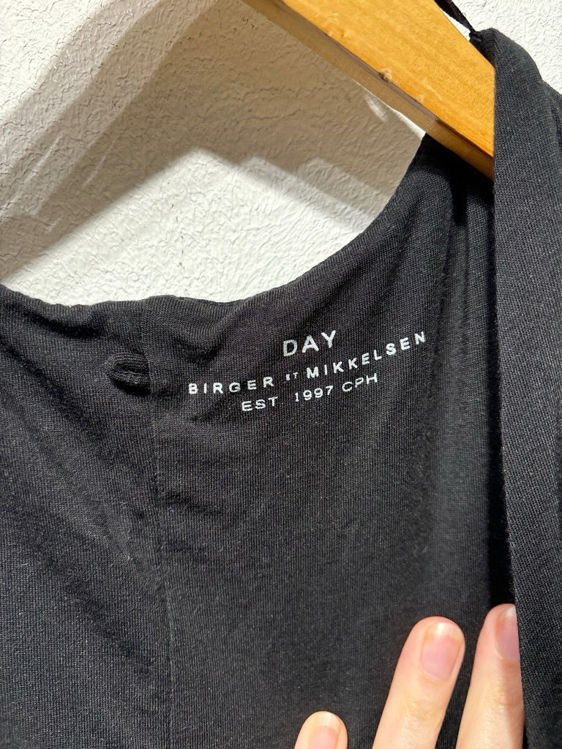 DAY
BIRGER ET MIKKELSEN
EST 1997 CPH